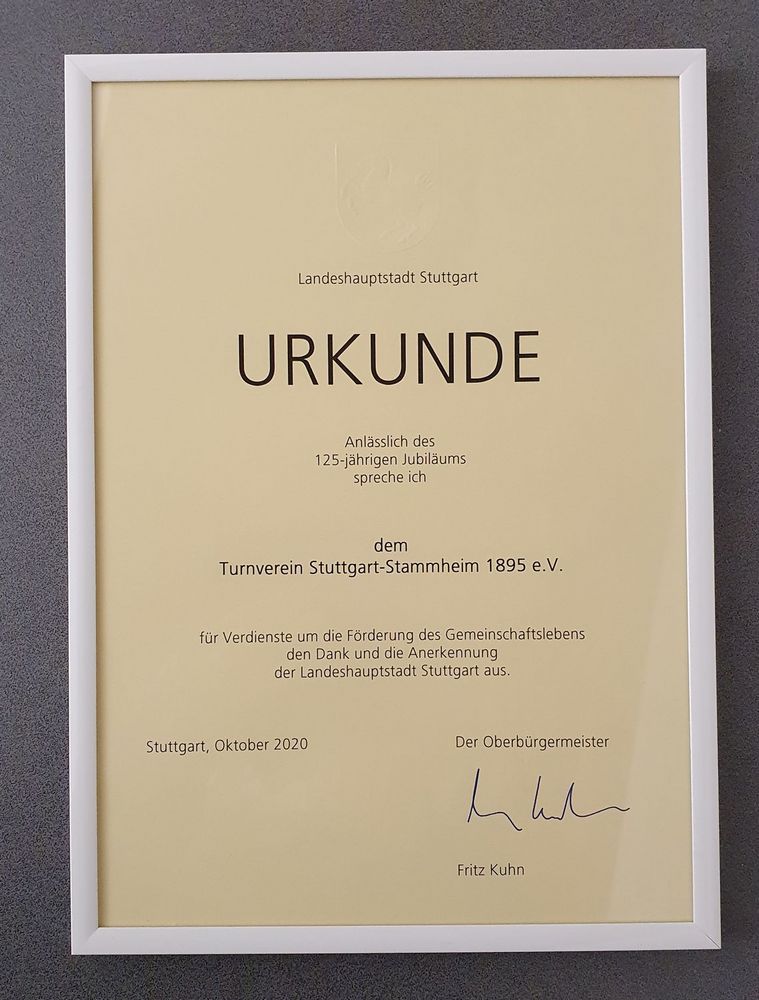 Landeshauptstadt Stuttgart
URKUNDE
Anlässlich des
125-jährigen Jubiläums
spreche ich
dem
Turnverein Stuttgart-Stammheim 1895 e.V.
für Verdienste um die Förderung des Gemeinschaftslebens
den Dank und die Anerkennung
der Landeshauptstadt Stuttgart aus.
Stuttgart, Oktober 2020
Der Oberbürgermeister
Fritz Kuhn